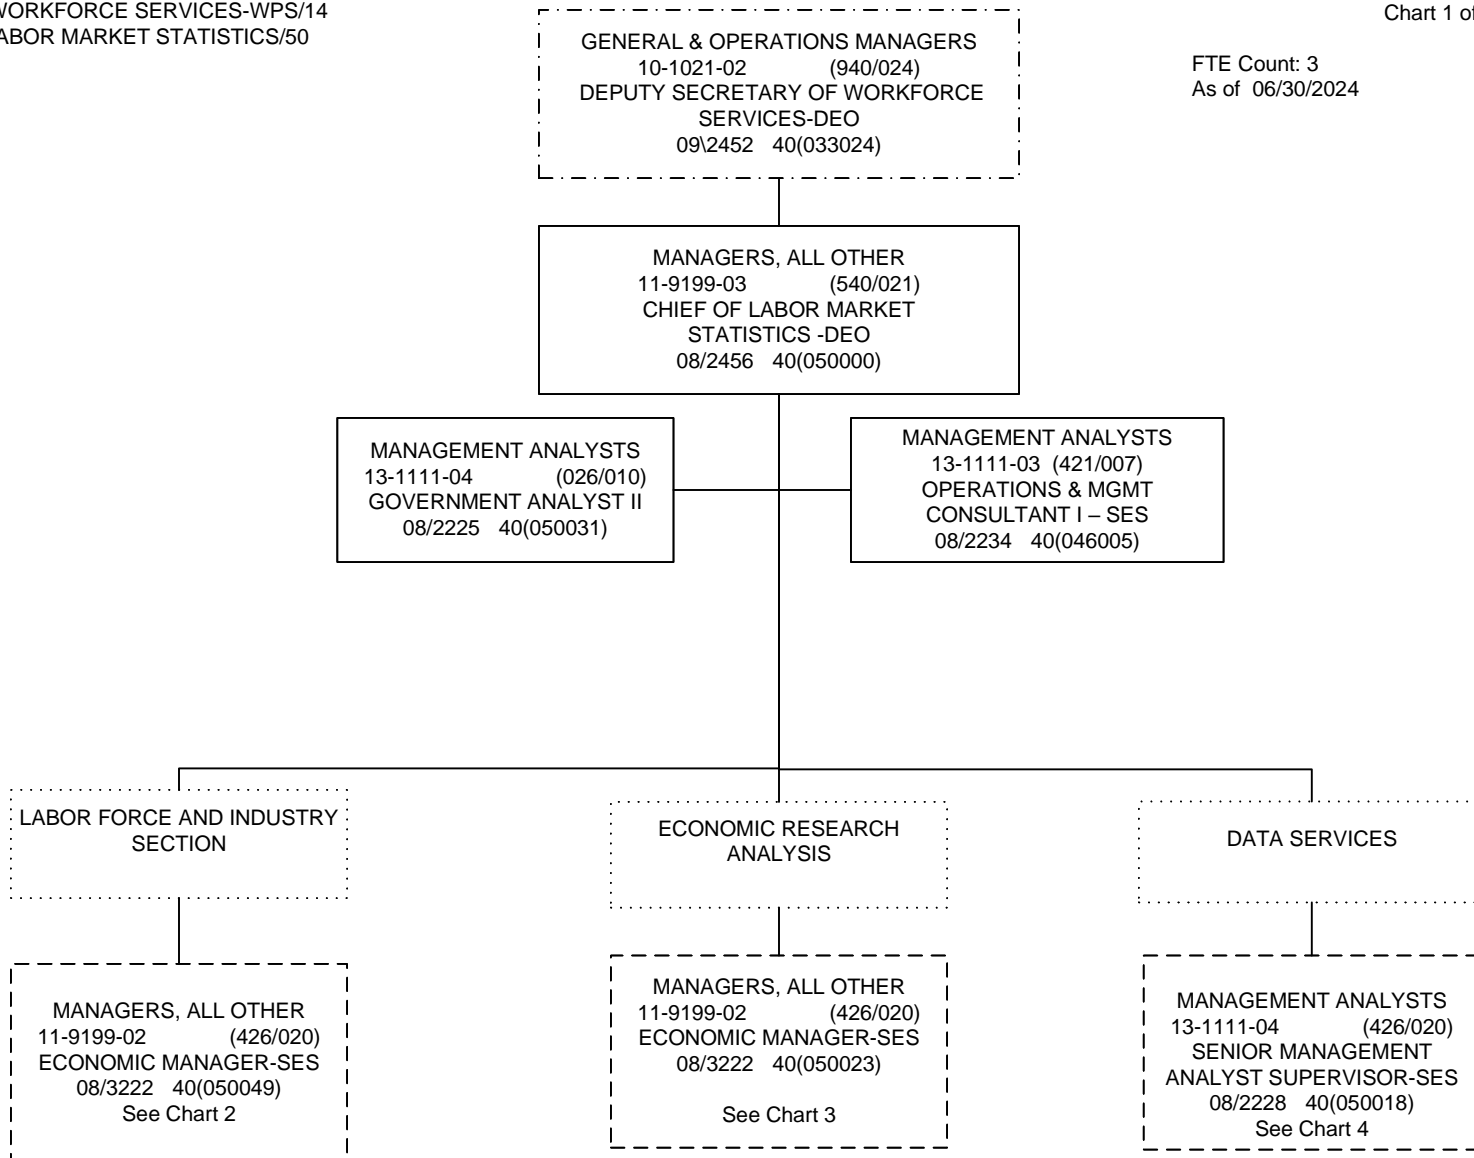 WORKFORCE SERVICES-WPS/14
LABOR MARKET STATISTICS/50
Chart 1 of
FTE Count: 3
As of 06/30/2024
GENERAL & OPERATIONS MANAGERS
10-1021-02 (940/024)
DEPUTY SECRETARY OF WORKFORCE
SERVICES-DEO
09\2452 40(033024)
MANAGERS, ALL OTHER
11-9199-03 (540/021)
CHIEF OF LABOR MARKET
STATISTICS -DEO
08/2456 40(050000)
MANAGEMENT ANALYSTS
13-1111-04 (026/010)
GOVERNMENT ANALYST II
08/2225 40(050031)
MANAGEMENT ANALYSTS
13-1111-03 (421/007)
OPERATIONS & MGMT
CONSULTANT I – SES
08/2234 40(046005)
LABOR FORCE AND INDUSTRY
SECTION
ECONOMIC RESEARCH
ANALYSIS
DATA SERVICES
MANAGERS, ALL OTHER
11-9199-02 (426/020)
ECONOMIC MANAGER-SES
08/3222 40(050049)
See Chart 2
MANAGERS, ALL OTHER
11-9199-02 (426/020)
ECONOMIC MANAGER-SES
08/3222 40(050023)
See Chart 3
MANAGEMENT ANALYSTS
13-1111-04 (426/020)
SENIOR MANAGEMENT
ANALYST SUPERVISOR-SES
08/2228 40(050018)
See Chart 4